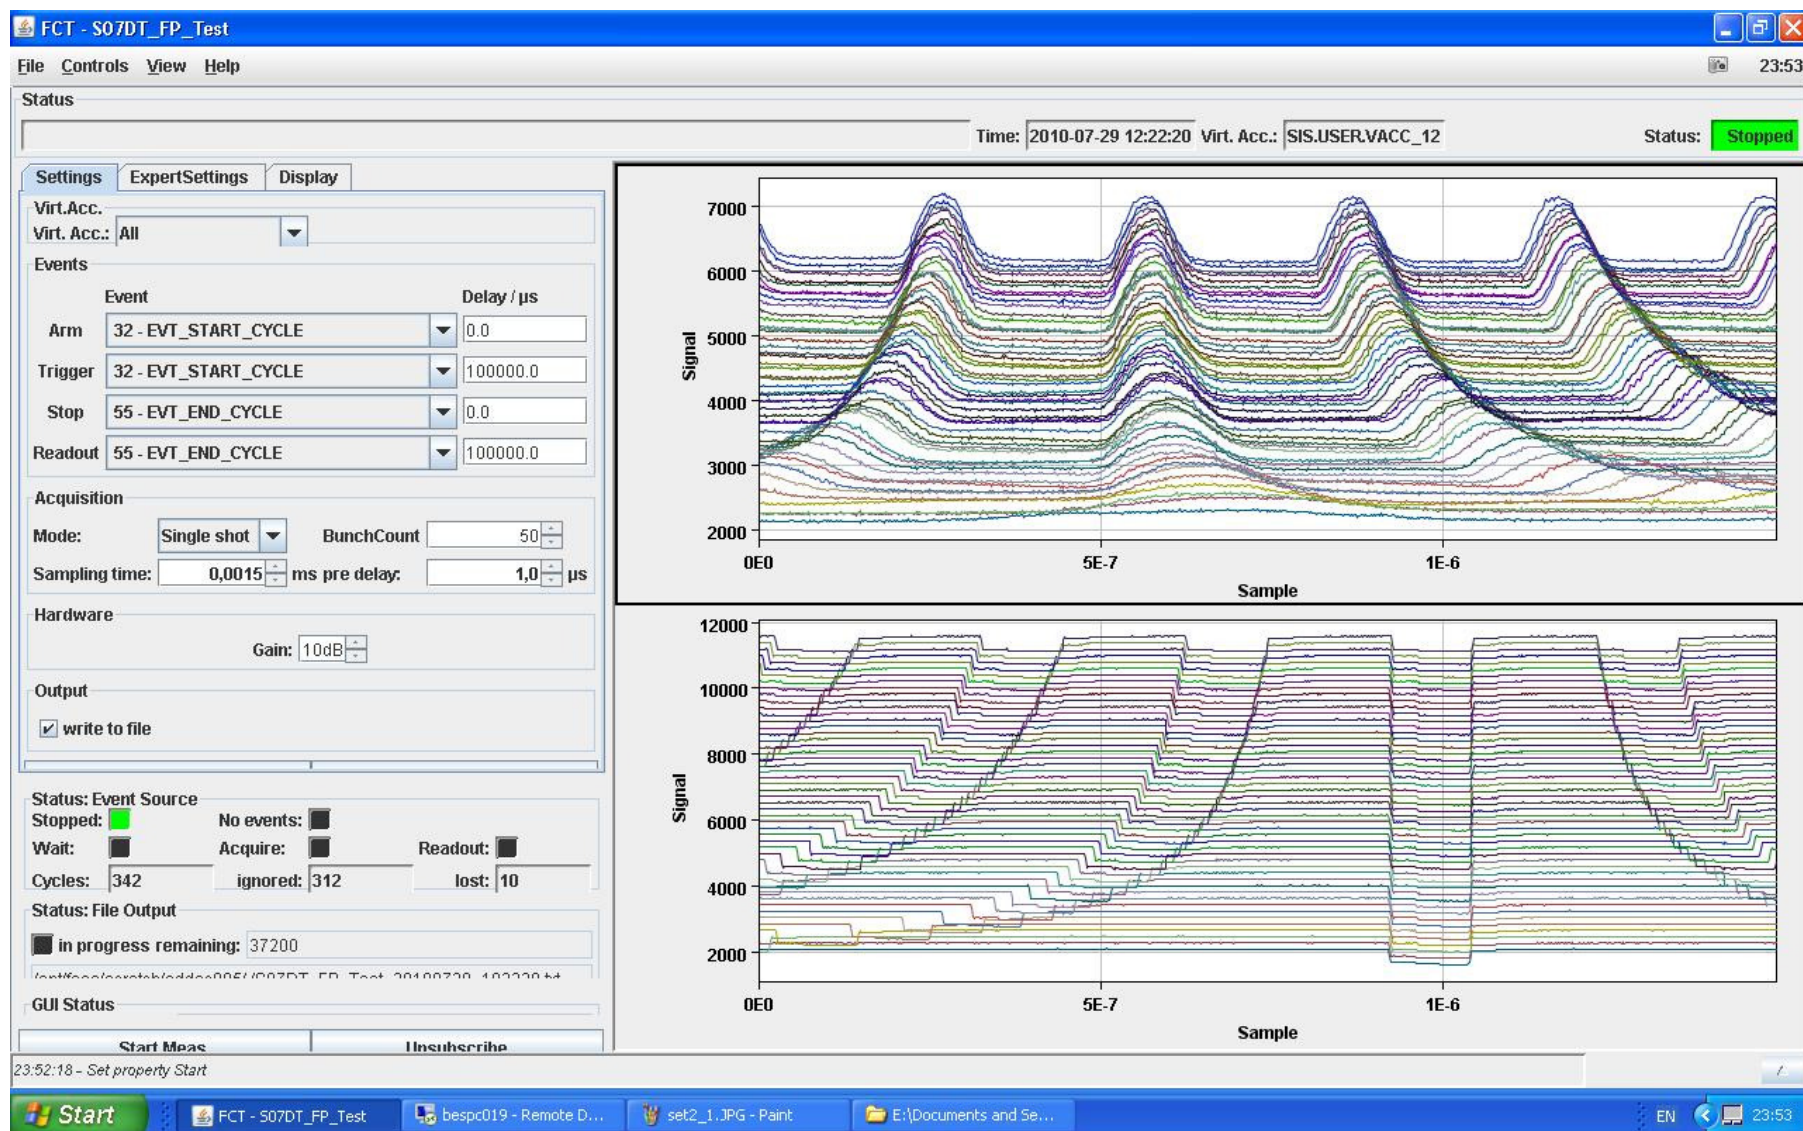 FCT - S07DT_FP_Test
File Controls View Help 23:53
Status
Time: 2010-07-29 12:22:20 Virt. Acc.: SIS.USER.VACC_12 Status: Stopped
Settings ExpertSettings Display
Virt.Acc.
Virt. Acc.: All
Events
Event Delay / µs
Arm 32 - EVT_START_CYCLE 0.0
Trigger 32 - EVT_START_CYCLE 100000.0
Stop 55 - EVT_END_CYCLE 0.0
Readout 55 - EVT_END_CYCLE 100000.0
Acquisition
Mode: Single shot BunchCount 50
Sampling time: 0,0015 ms pre delay: 1,0 µs
Hardware
Gain: 10dB
Output
write to file
Status: Event Source
Stopped: No events:
Wait: Acquire: Readout:
Cycles: 342 ignored: 312 lost: 10
Status: File Output
in progress remaining: 37200
GUI Status
Start Meas Unsubscribe
7000
6000
5000
4000
3000
2000
Signal
0E0 5E-7 1E-6
Sample
12000
10000
8000
6000
4000
2000
Signal
0E0 5E-7 1E-6
Sample
23:52:18 - Set property Start
Start FCT - S07DT_FP_Test bespc019 - Remote D... set2_1.JPG - Paint E:\Documents and Se... EN 23:53